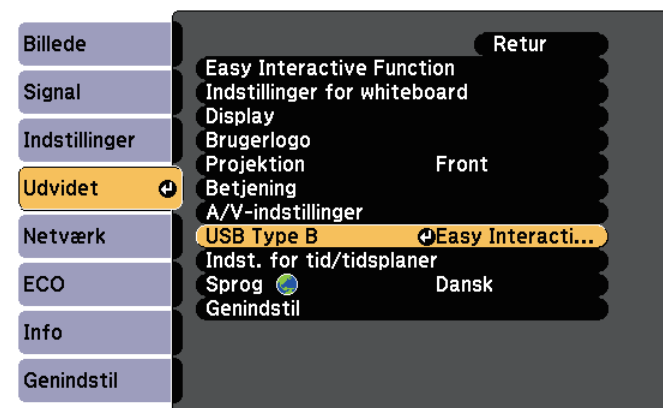 Billede
Signal
Indstillinger
Udvidet
Netværk
ECO
Info
Genindstil
Retur
Easy Interactive Function
Indstillinger for whiteboard
Display
Brugerlogo
Projektion Front
Betjening
A/V-indstillinger
USB Type B Easy Interacti...
Indst. for tid/tidsplaner
Sprog Dansk
Genindstil